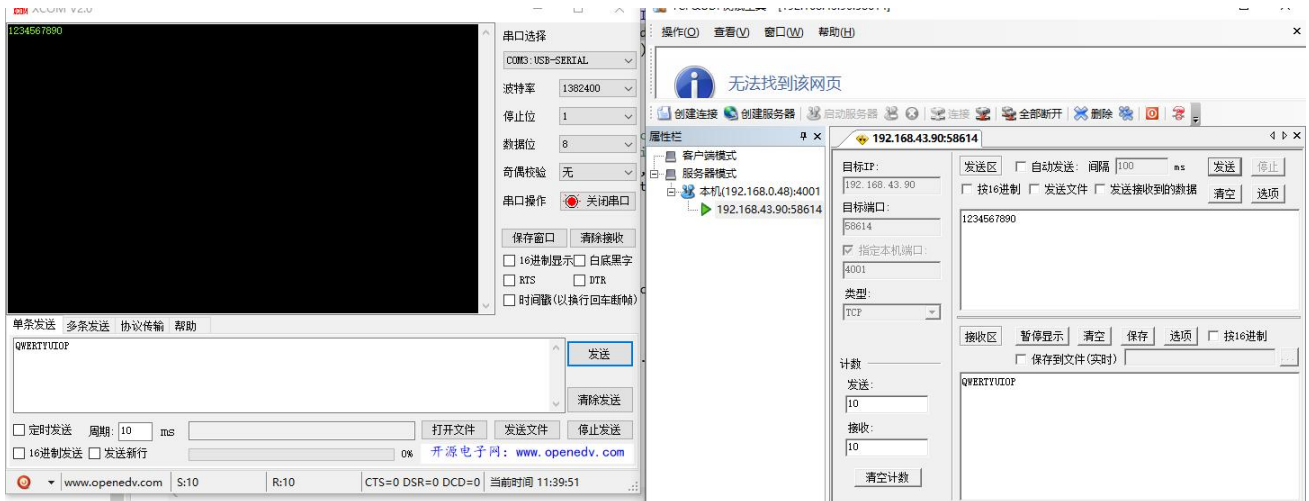 XCOM V2.0
1234567890
串口选择
COM3:USB-SERIAL
波特率 1382400
停止位 1
数据位 8
奇偶校验 无
串口操作 关闭串口
保存窗口 清除接收
16进制显示 白底黑字
RTS DTR
时间戳(以换行回车断帧)
单条发送 多条发送 协议传输 帮助
QWERTYUIOP
发送
清除发送
定时发送 周期: 10 ms 打开文件 发送文件 停止发送
16进制发送 发送新行 0% 开源电子网: www.openedv.com
www.openedv.com S:10 R:10 CTS=0 DSR=0 DCD=0 当前时间 11:39:51
操作(O) 查看(V) 窗口(W) 帮助(H)
无法找到该网页
创建连接 创建服务器 启动服务器 连接 全部断开 删除
属性栏
客户端模式
服务器模式
本机(192.168.0.48):4001
192.168.43.90:58614
192.168.43.90:58614
目标IP:
192.168.43.90
目标端口:
58614
指定本机端口:
4001
类型:
TCP
计数
发送:
10
接收:
10
清空计数
发送区 自动发送: 间隔 100 ms 发送 停止
按16进制 发送文件 发送接收到的数据 清空 选项
1234567890
接收区 暂停显示 清空 保存 选项 按16进制
保存到文件(实时) ...
QWERTYUIOP